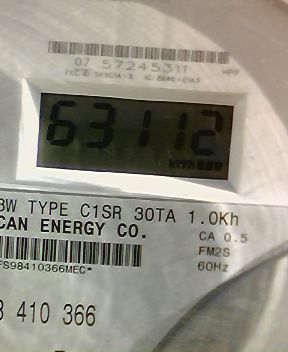 07 57245311
63112
kWh
3W TYPE C1SR 30TA 1.0Kh
CAN ENERGY CO.
CA 0.5
FM2S
60Hz
FS98410366MEC*
8 410 366